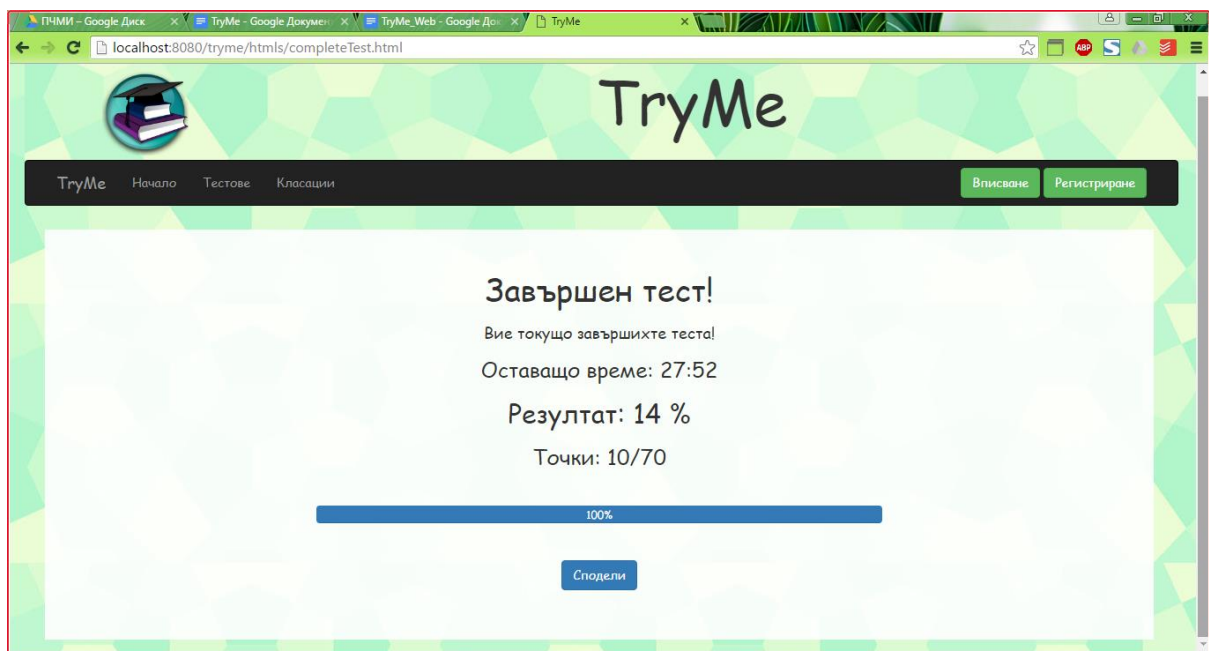 ПЧМИ – Google Диск
TryMe - Google Докумен
TryMe_Web - Google Док
TryMe
localhost:8080/tryme/htmls/completeTest.html
ABP
TryMe
TryMe Начало Тестове Класации Вписване Регистриране
Завършен тест!
Вие токущо завършихте теста!
Оставащо време: 27:52
Резултат: 14 %
Точки: 10/70
100%
Сподели